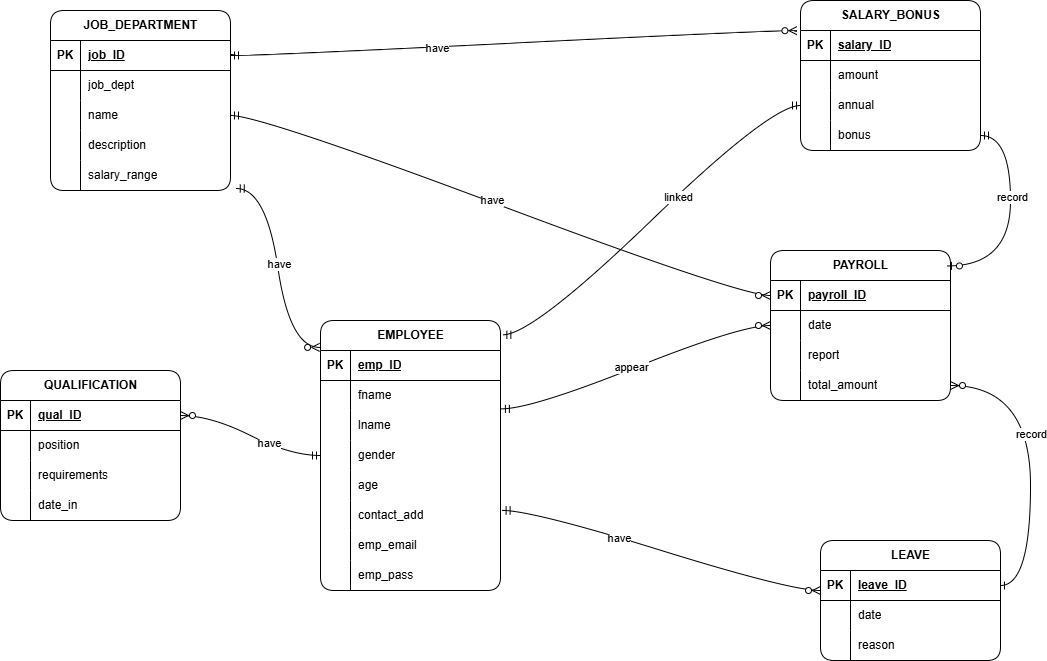 JOB_DEPARTMENT
PK job_ID
job_dept
name
description
salary_range
SALARY_BONUS
PK salary_ID
amount
annual
bonus
have
have
linked
record
have
PAYROLL
PK payroll_ID
date
report
total_amount
EMPLOYEE
PK emp_ID
fname
lname
gender
age
contact_add
emp_email
emp_pass
appear
QUALIFICATION
PK qual_ID
position
requirements
date_in
have
record
have
LEAVE
PK leave_ID
date
reason